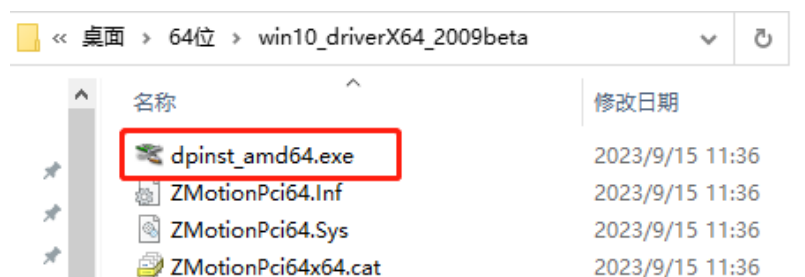 « 桌面 › 64位 › win10_driverX64_2009beta
名称 修改日期
dpinst_amd64.exe 2023/9/15 11:36
ZMotionPci64.Inf 2023/9/15 11:36
ZMotionPci64.Sys 2023/9/15 11:36
ZMotionPci64x64.cat 2023/9/15 11:36